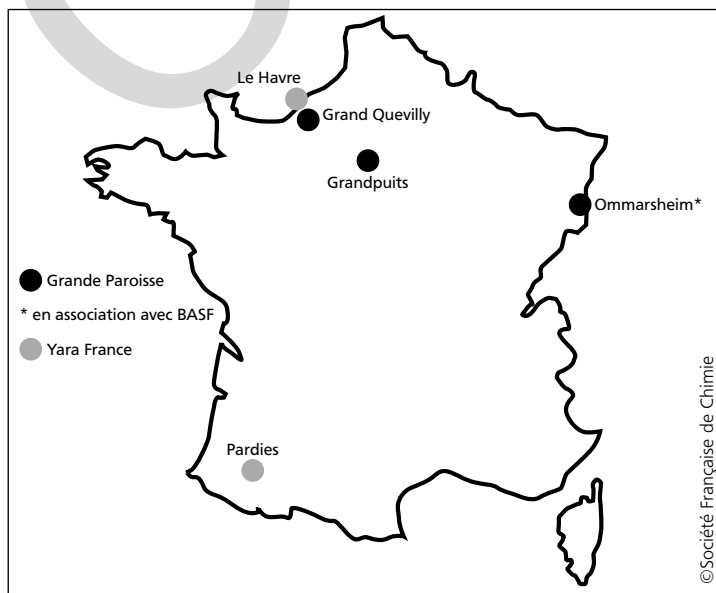 Le Havre
Grand Quevilly
Grandpuits
Ommarsheim*
Grande Paroisse
* en association avec BASF
Yara France
Pardies
©Société Française de Chimie